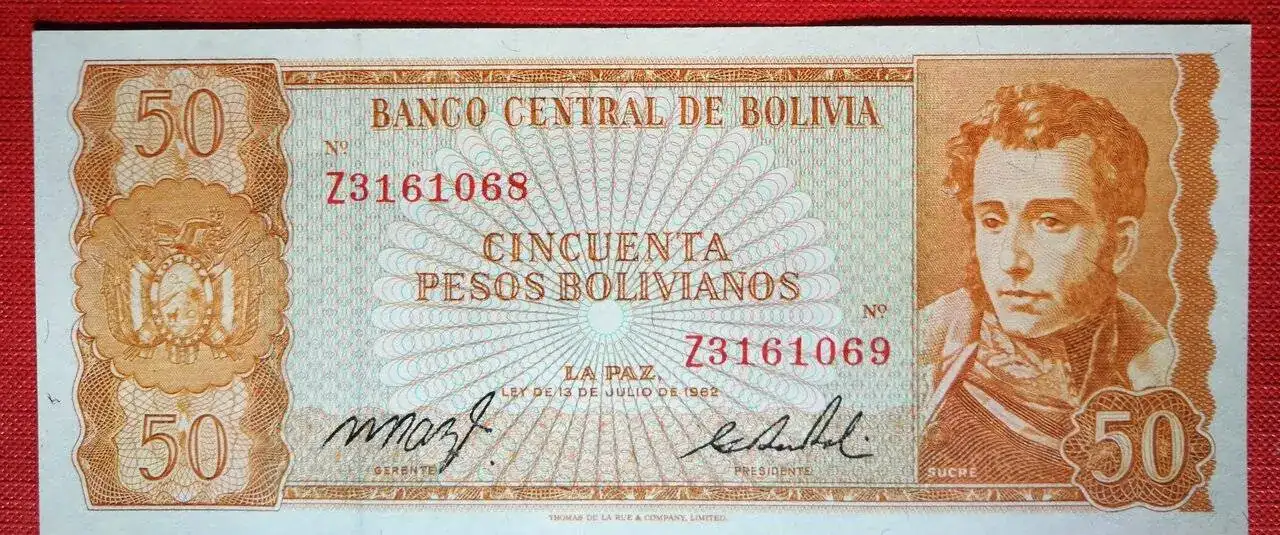 50
BANCO CENTRAL DE BOLIVIA
Nº
Z3161068
CINCUENTA
PESOS BOLIVIANOS
Nº
Z3161069
LA PAZ,
LEY DE 13 DE JULIO DE 1962
GERENTE
PRESIDENTE
SUCRE
50
50
THOMAS DE LA RUE & COMPANY, LIMITED.